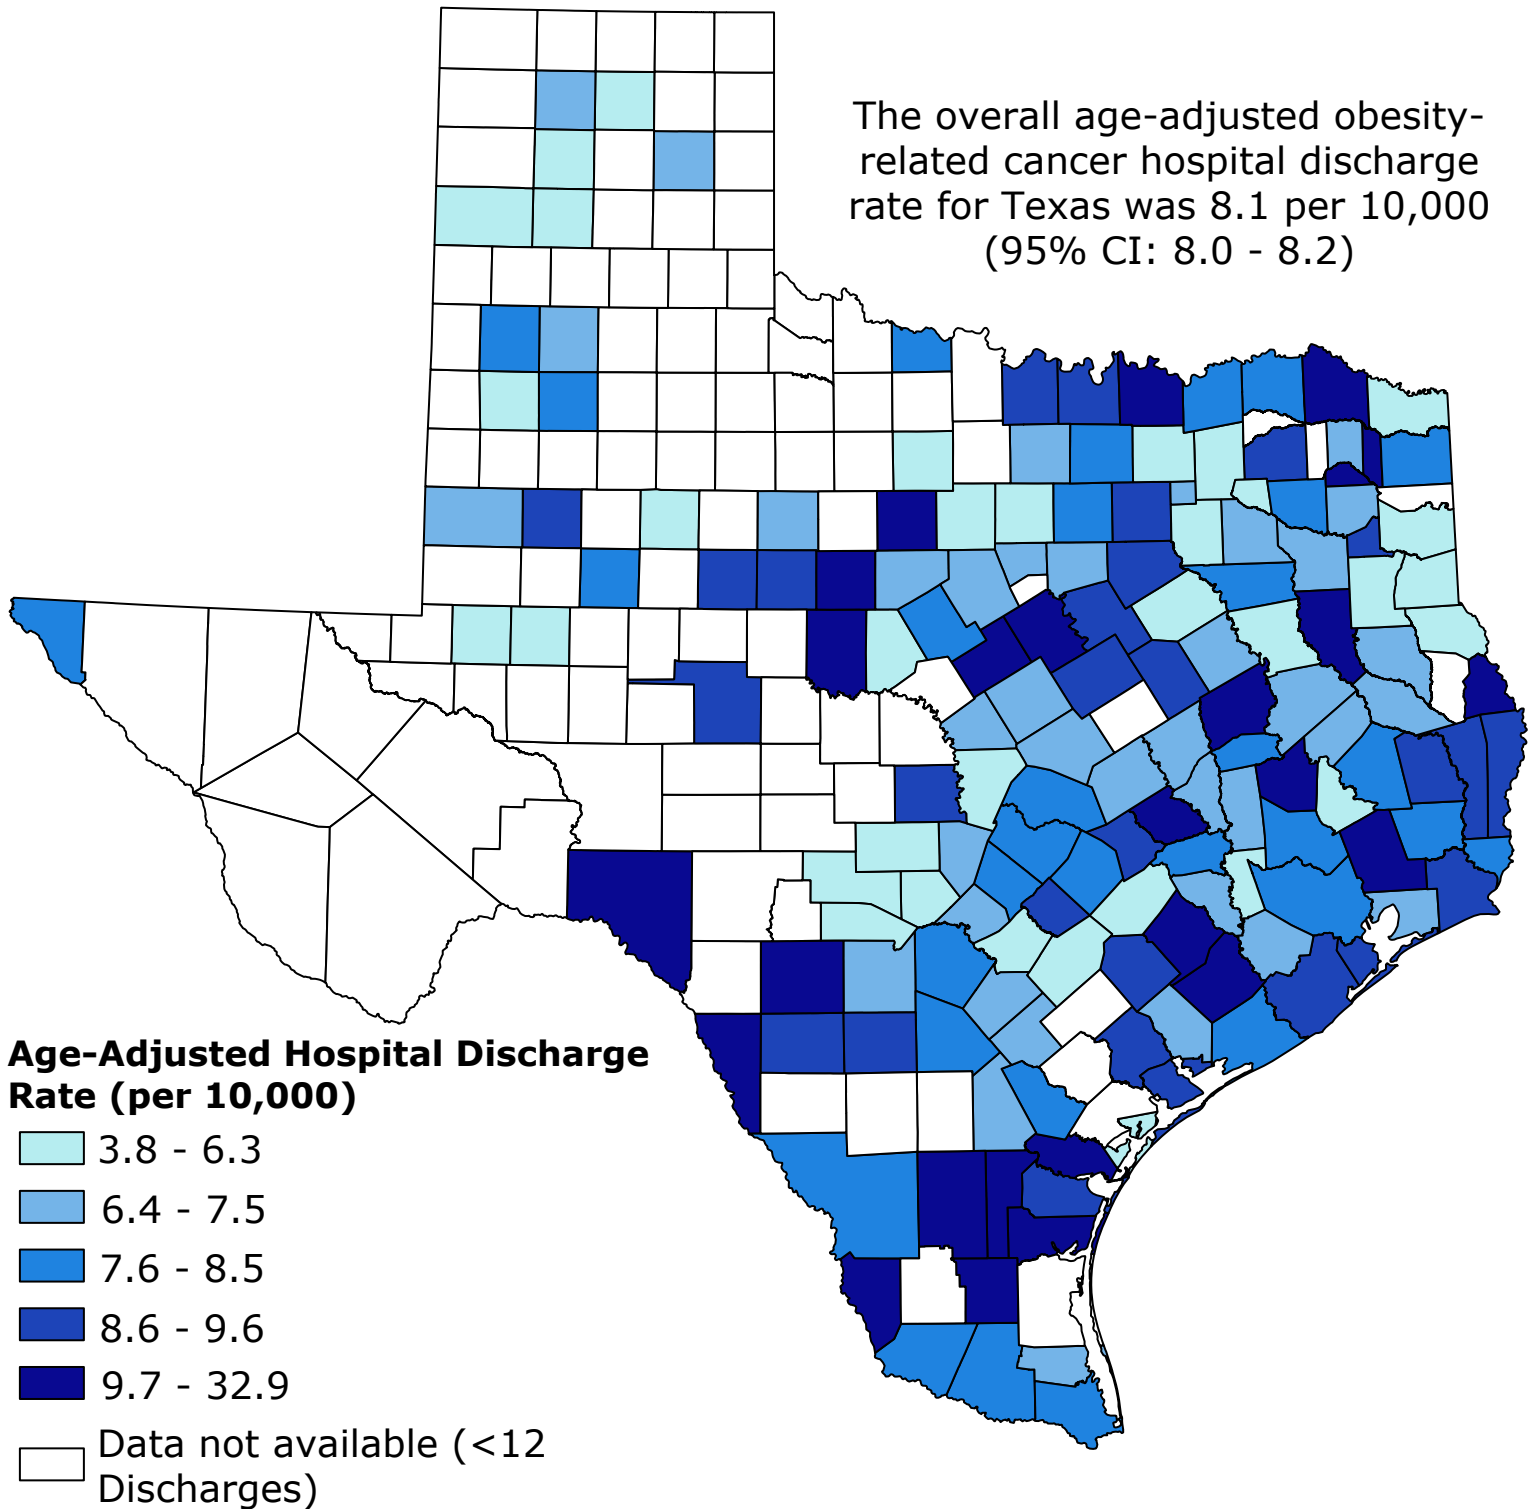 The overall age-adjusted obesity-
related cancer hospital discharge
rate for Texas was 8.1 per 10,000
(95% CI: 8.0 - 8.2)
Age-Adjusted Hospital Discharge
Rate (per 10,000)
3.8 - 6.3
6.4 - 7.5
7.6 - 8.5
8.6 - 9.6
9.7 - 32.9
Data not available (<12
Discharges)